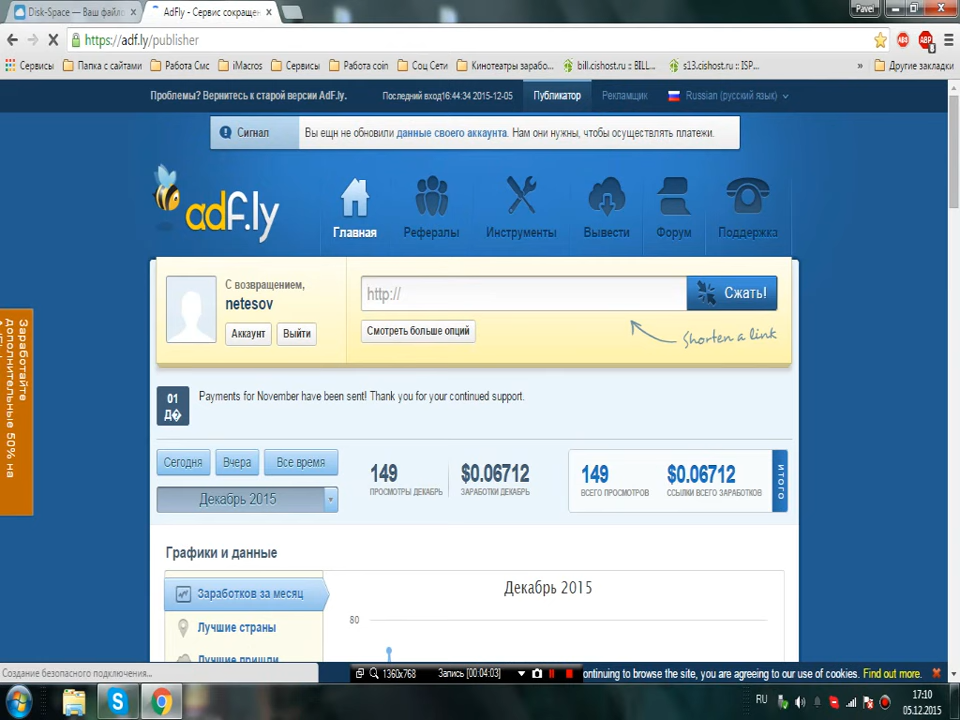 Disk-Space — Ваш файло
AdFly - Сервис сокращен
Pavel
https://adf.ly/publisher
Сервисы
Папка с сайтами
Работа Смс
iMacros
Сервисы
Работа coin
Соц Сети
Кинотеатры зарабо...
bill.cishost.ru :: BILL...
s13.cishost.ru :: ISP...
»
Другие закладки
Проблемы? Вернитесь к старой версии AdF.ly.
Последний вход16:44:34 2015-12-05
Публикатор
Рекламщик
Russian (русский язык)
Сигнал
Вы ещн не обновили данные своего аккаунта. Нам они нужны, чтобы осуществлять платежи.
adf.ly
Главная
Рефералы
Инструменты
Вывести
Форум
Поддержка
С возвращением,
netesov
Аккаунт
Выйти
http://
Сжать!
Смотреть больше опций
Shorten a link
Заработайте
дополнительные 50% на
01
Д�
Payments for November have been sent! Thank you for your continued support.
Сегодня
Вчера
Все время
Декабрь 2015
149
ПРОСМОТРЫ ДЕКАБРЬ
$0.06712
ЗАРАБОТКИ ДЕКАБРЬ
149
ВСЕГО ПРОСМОТРОВ
$0.06712
ССЫЛКИ ВСЕГО ЗАРАБОТКОВ
ИТОГО
Графики и данные
Заработков за месяц
Лучшие страны
Лучшие пришли
Декабрь 2015
80
Создание безопасного подключения...
1360x768
Запись [00:04:03]
ontinuing to browse the site, you are agreeing to our use of cookies. Find out more.
RU
17:10
05.12.2015